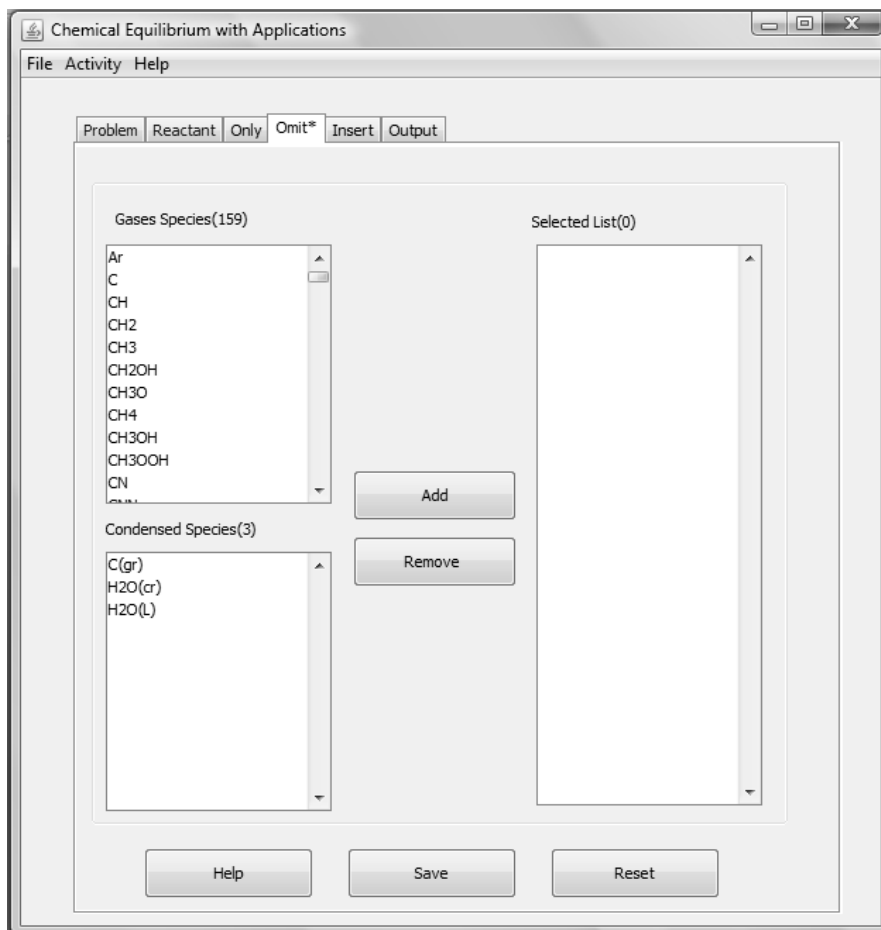 Chemical Equilibrium with Applications
File Activity Help
Problem Reactant Only Omit* Insert Output
Gases Species(159)
Ar
C
CH
CH2
CH3
CH2OH
CH3O
CH4
CH3OH
CH3OOH
CN
Condensed Species(3)
C(gr)
H2O(cr)
H2O(L)
Add
Remove
Selected List(0)
Help Save Reset